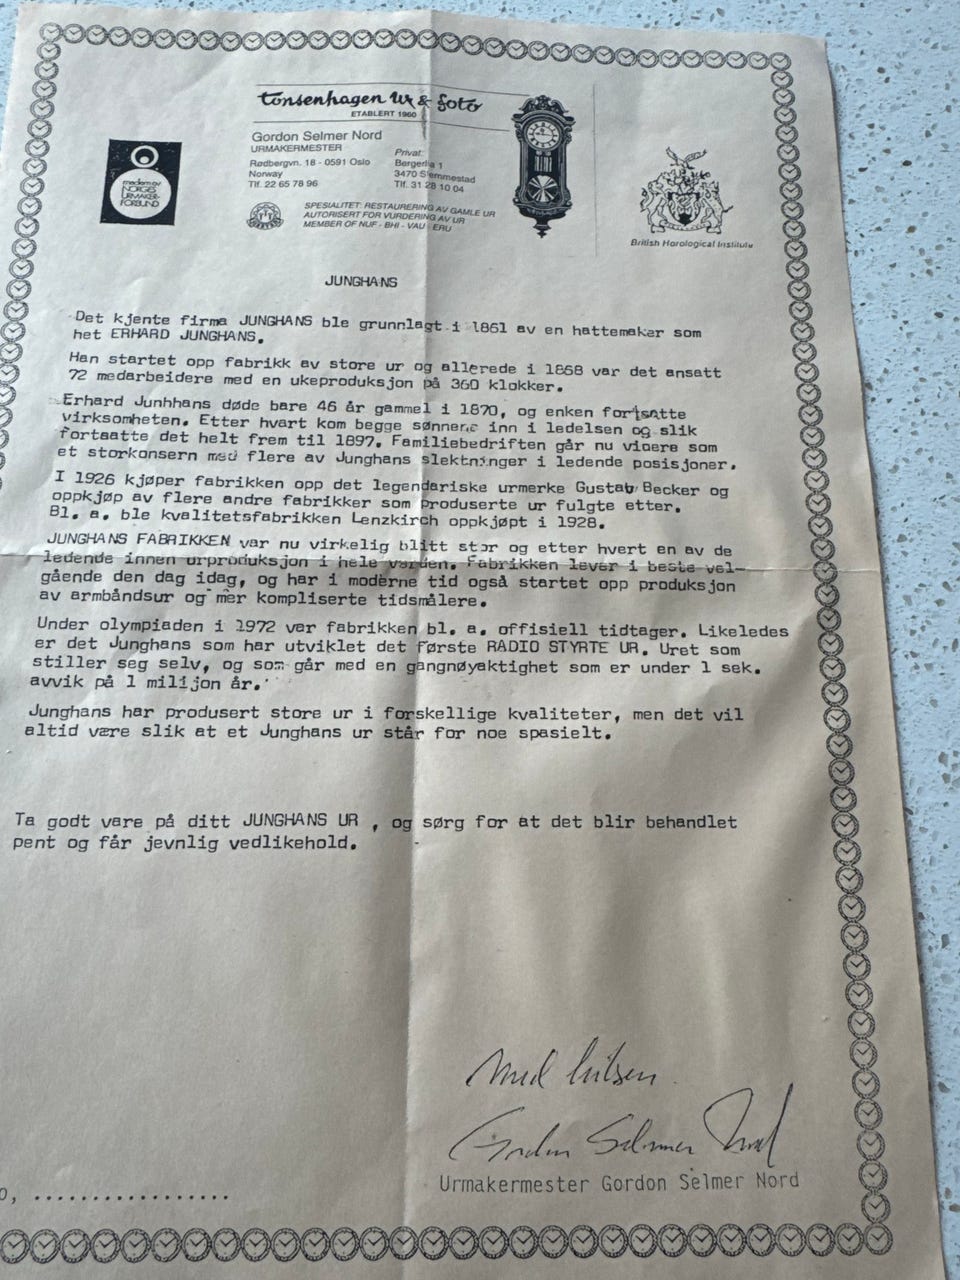 Tonsenhagen Ur & foto
ETABLERT 1960
Gordon Selmer Nord
URMAKERMESTER
Rødbergvn. 18 - 0591 Oslo
Norway
Tlf. 22 65 78 96
Privat:
Bergerlia 1
3470 Slemmestad
Tlf. 31 28 10 04
SPESIALITET: RESTAURERING AV GAMLE UR
AUTORISERT FOR VURDERING AV UR
MEMBER OF NUF - BHI - VAU - ERU
medlem av
NORGES
URMAKER-
FORBUND
British Horological Institute
JUNGHANS
Det kjente firma JUNGHANS ble grunnlagt i 1861 av en hattemaker som
het ERHARD JUNGHANS.
Han startet opp fabrikk av store ur og allerede i 1868 var det ansatt
72 medarbeidere med en ukeproduksjon på 360 klokker.
Erhard Junhhans døde bare 46 år gammel i 1870, og enken fortsatte
virksomheten. Etter hvart kom begge sønnene inn i ledelsen og slik
fortsatte det helt frem til 1897. Familiebedriften går nu videre som
et storkonsern med flere av Junghans slektninger i ledende posisjoner.
I 1926 kjøper fabrikken opp det legendariske urmerke Gustav Becker og
oppkjøp av flere andre fabrikker som produserte ur fulgte etter.
Bl. a. ble kvalitetsfabrikken Lenzkirch oppkjøpt i 1928.
JUNGHANS FABRIKKEN var nu virkelig blitt stor og etter hvert en av de
ledende innen urproduksjon i hele verden. Fabrikken lever i beste vel-
gående den dag idag, og har i moderne tid også startet opp produksjon
av armbåndsur og mer kompliserte tidsmålere.
Under olympiaden i 1972 var fabrikken bl. a. offisiell tidtager. Likeledes
er det Junghans som har utviklet det første RADIO STYRTE UR. Uret som
stiller seg selv, og som går med en gangnøyaktighet som er under 1 sek.
avvik på 1 milijon år.
Junghans har produsert store ur i forskellige kvaliteter, men det vil
altid være slik at et Junghans ur står for noe spasielt.
Ta godt vare på ditt JUNGHANS UR , og sørg for at det blir behandlet
pent og får jevnlig vedlikehold.
Med hilsen
Gordon Selmer Nord
Urmakermester Gordon Selmer Nord
o, .................